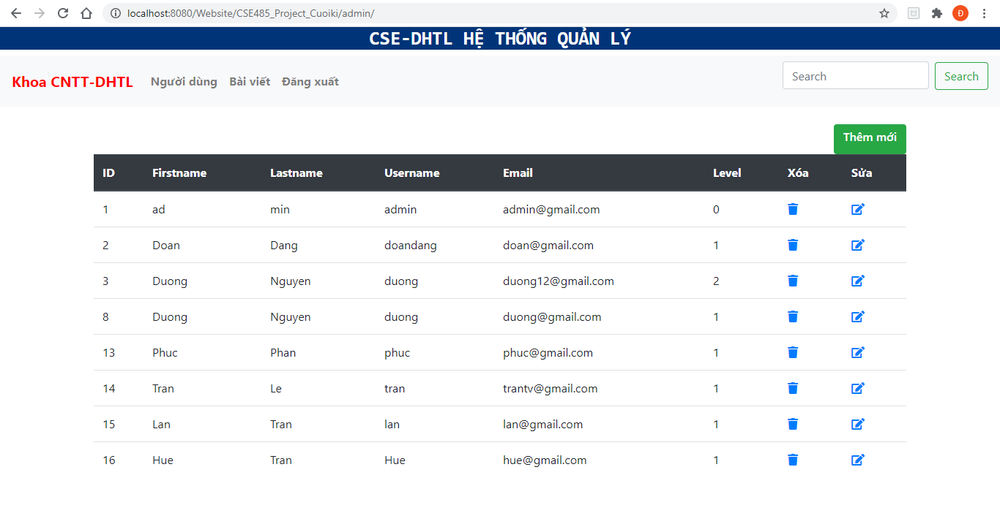 localhost:8080/Website/CSE485_Project_Cuoiki/admin/
Đ
CSE-DHTL HỆ THỐNG QUẢN LÝ
Khoa CNTT-DHTL Người dùng Bài viết Đăng xuất Search Search
Thêm mới
ID Firstname Lastname Username Email Level Xóa Sửa
1 ad min admin admin@gmail.com 0
2 Doan Dang doandang doan@gmail.com 1
3 Duong Nguyen duong duong12@gmail.com 2
8 Duong Nguyen duong duong@gmail.com 1
13 Phuc Phan phuc phuc@gmail.com 1
14 Tran Le tran trantv@gmail.com 1
15 Lan Tran lan lan@gmail.com 1
16 Hue Tran Hue hue@gmail.com 1